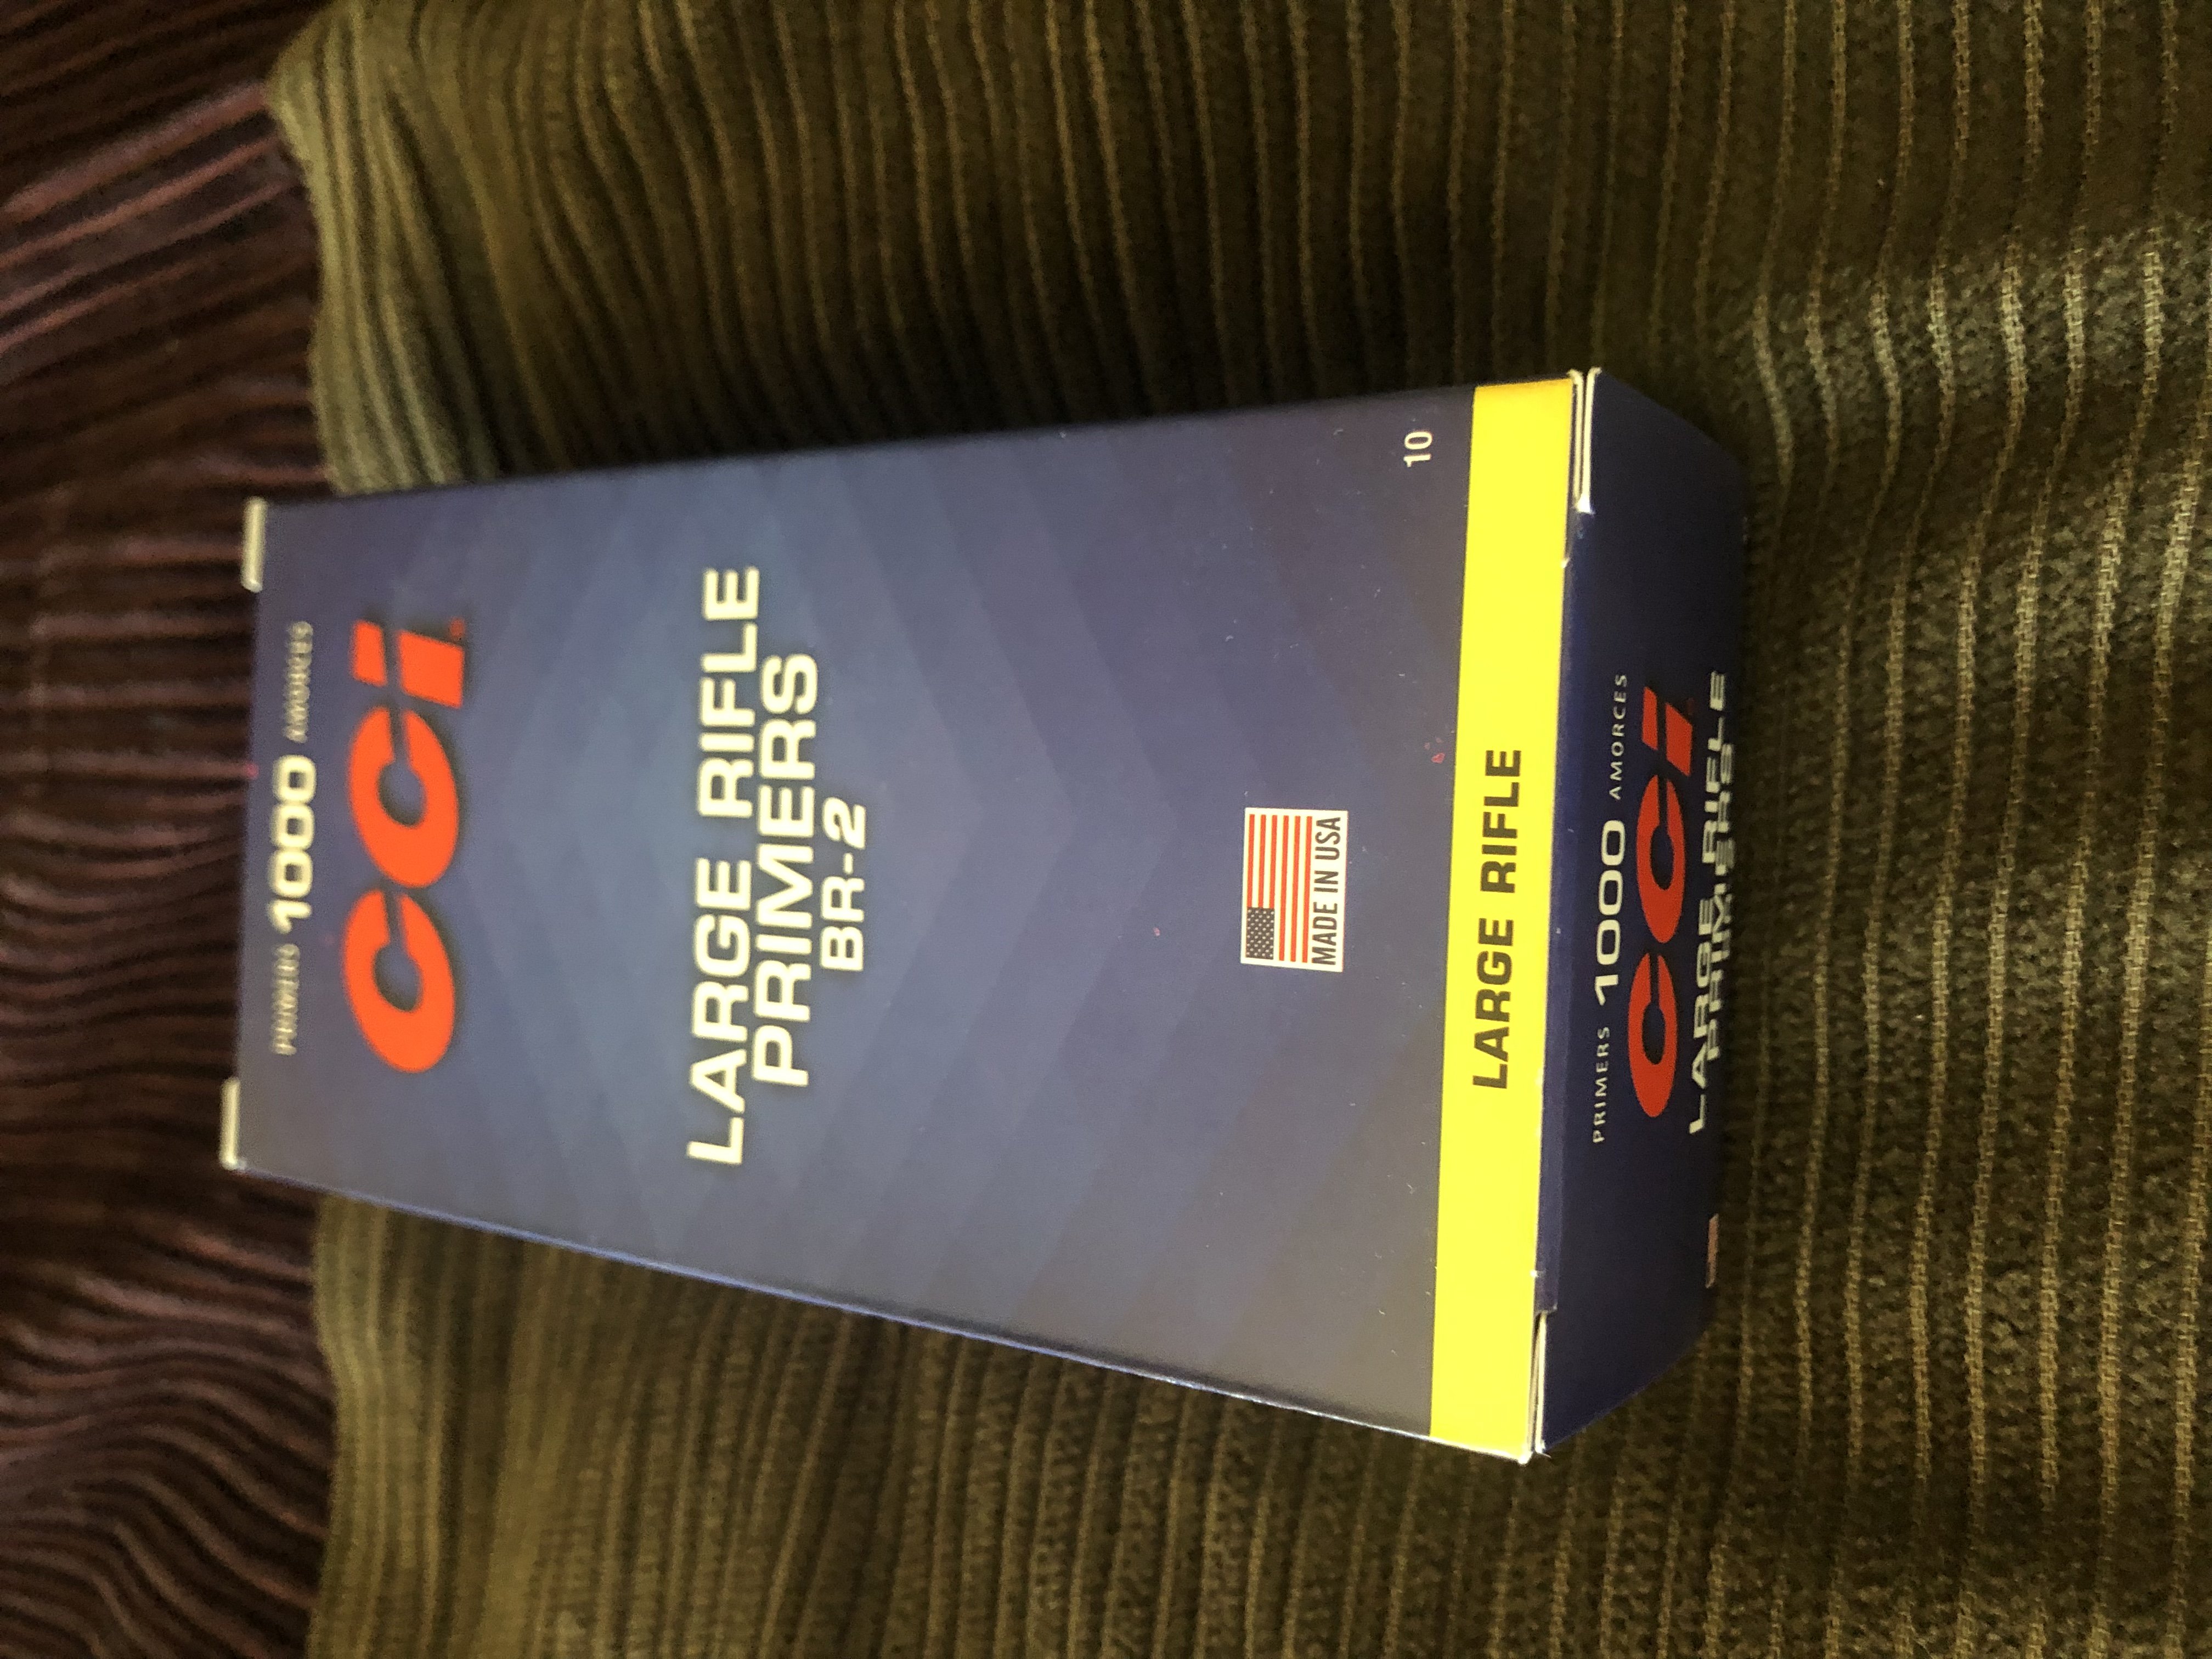 PRIMERS 1000 AMORCES
CCI
LARGE RIFLE
PRIMERS
BR-2
MADE IN USA
10
LARGE RIFLE
PRIMERS 1000 AMORCES
CCI
LARGE RIFLE
PRIMERS